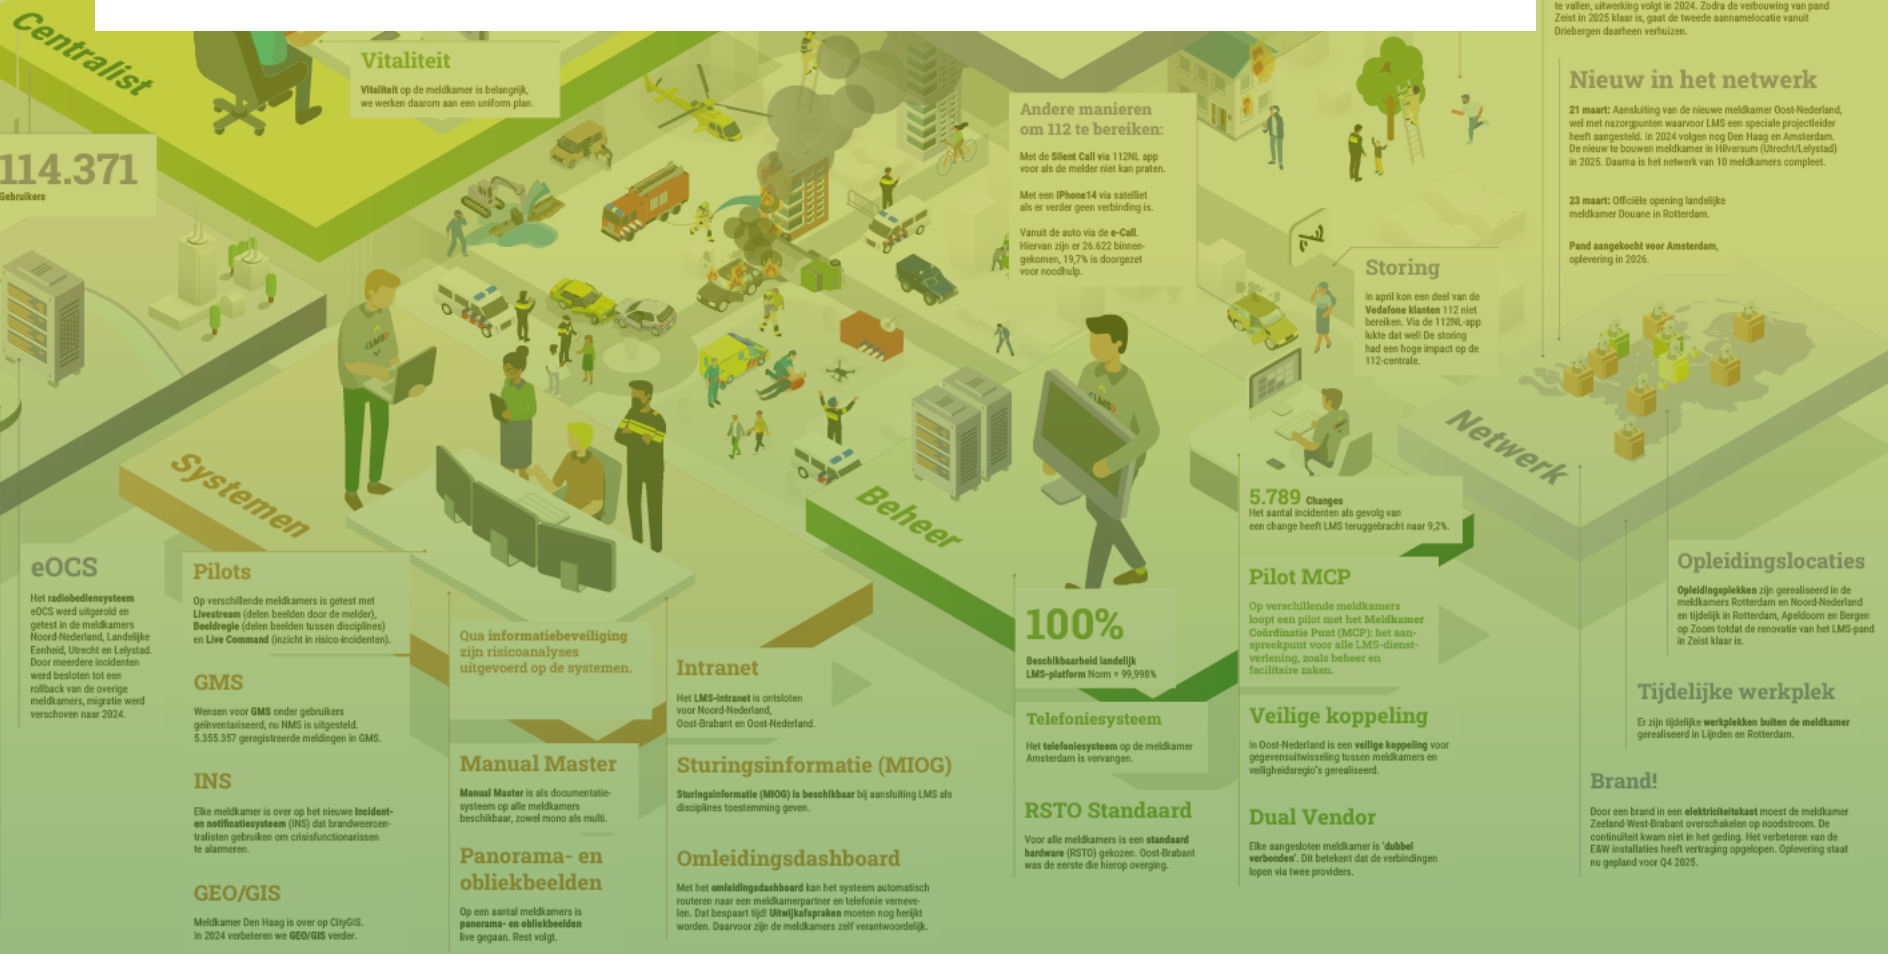 Centralist
Vitaliteit
Vitaliteit op de meldkamer is belangrijk,
we werken daarom aan een uniform plan.
114.371
Gebruikers
Andere manieren
om 112 te bereiken:
Met de Silent Call via 112NL app
voor als de melder niet kan praten.
Met een iPhone14 via satelliet
als er verder geen verbinding is.
Vanuit de auto via de e-Call.
Hiervan zijn er 26.622 binnen-
gekomen, 19,7% is doorgezet
voor noodhulp.
Storing
In april kon een deel van de
Vodafone klanten 112 niet
bereiken. Via de 112NL-app
lukte dat wel! De storing
had een hoge impact op de
112-centrale.
te vallen, uitwerking volgt in 2024. Zodra de verbouwing van pand
Zeist in 2025 klaar is, gaat de tweede aannamelocatie vanuit
Driebergen daarheen verhuizen.
Nieuw in het netwerk
21 maart: Aansluiting van de nieuwe meldkamer Oost-Nederland,
wel met nazorgpunten waarvoor LMS een speciale projectleider
heeft aangesteld. In 2024 volgen nog Den Haag en Amsterdam.
De nieuw te bouwen meldkamer in Hilversum (Utrecht/Lelystad)
in 2025. Daarna is het netwerk van 10 meldkamers compleet.
23 maart: Officiële opening landelijke
meldkamer Douane in Rotterdam.
Pand aangekocht voor Amsterdam,
oplevering in 2026.
Systemen
LMS
Beheer
LMS
Netwerk
eOCS
Het radiobediensysteem
eOCS werd uitgerold en
getest in de meldkamers
Noord-Nederland, Landelijke
Eenheid, Utrecht en Lelystad.
Door meerdere incidenten
werd besloten tot een
rollback van de overige
meldkamers, migratie werd
verschoven naar 2024.
Pilots
Op verschillende meldkamers is getest met
Livestream (delen beelden door de melder),
Beeldregie (delen beelden tussen disciplines)
en Live Command (inzicht in risico-incidenten).
GMS
Wensen voor GMS onder gebruikers
geïnventariseerd, nu NMS is uitgesteld.
5.355.357 geregistreerde meldingen in GMS.
INS
Elke meldkamer is over op het nieuwe Incident-
en notificatiesysteem (INS) dat brandweercen-
tralisten gebruiken om crisisfunctionarissen
te alarmeren.
GEO/GIS
Meldkamer Den Haag is over op CityGIS.
In 2024 verbeteren we GEO/GIS verder.
Qua informatiebeveiliging
zijn risicoanalyses
uitgevoerd op de systemen.
Manual Master
Manual Master is als documentatie-
systeem op alle meldkamers
beschikbaar, zowel mono als multi.
Panorama- en
obliekbeelden
Op een aantal meldkamers is
panorama- en obliekbeelden
live gegaan. Rest volgt.
Intranet
Het LMS-intranet is ontsloten
voor Noord-Nederland,
Oost-Brabant en Oost-Nederland.
Sturingsinformatie (MIOG)
Sturingsinformatie (MIOG) is beschikbaar bij aansluiting LMS als
disciplines toestemming geven.
Omleidingsdashboard
Met het omleidingsdashboard kan het systeem automatisch
routeren naar een meldkamerpartner en telefonie verneve-
len. Dat bespaart tijd! Uitwijkafspraken moeten nog herijkt
worden. Daarvoor zijn de meldkamers zelf verantwoordelijk.
100%
Beschikbaarheid landelijk
LMS-platform Norm = 99,998%
Telefoniesysteem
Het telefoniesysteem op de meldkamer
Amsterdam is vervangen.
RSTO Standaard
Voor alle meldkamers is een standaard
hardware (RSTO) gekozen. Oost-Brabant
was de eerste die hierop overging.
5.789 Changes
Het aantal incidenten als gevolg van
een change heeft LMS teruggebracht naar 9,2%.
Pilot MCP
Op verschillende meldkamers
loopt een pilot met het Meldkamer
Coördinatie Punt (MCP): het aan-
spreekpunt voor alle LMS-dienst-
verlening, zoals beheer en
facilitaire zaken.
Veilige koppeling
In Oost-Nederland is een veilige koppeling voor
gegevensuitwisseling tussen meldkamers en
veiligheidsregio's gerealiseerd.
Dual Vendor
Elke aangesloten meldkamer is 'dubbel
verbonden'. Dit betekent dat de verbindingen
lopen via twee providers.
Opleidingslocaties
Opleidingsplekken zijn gerealiseerd in de
meldkamers Rotterdam en Noord-Nederland
en tijdelijk in Rotterdam, Apeldoorn en Bergen
op Zoom totdat de renovatie van het LMS-pand
in Zeist klaar is.
Tijdelijke werkplek
Er zijn tijdelijke werkplekken buiten de meldkamer
gerealiseerd in Lijnden en Rotterdam.
Brand!
Door een brand in een elektriciteitskast moest de meldkamer
Zeeland-West-Brabant overschakelen op noodstroom. De
continuïteit kwam niet in het geding. Het verbeteren van de
E&W installaties heeft vertraging opgelopen. Oplevering staat
nu gepland voor Q4 2025.